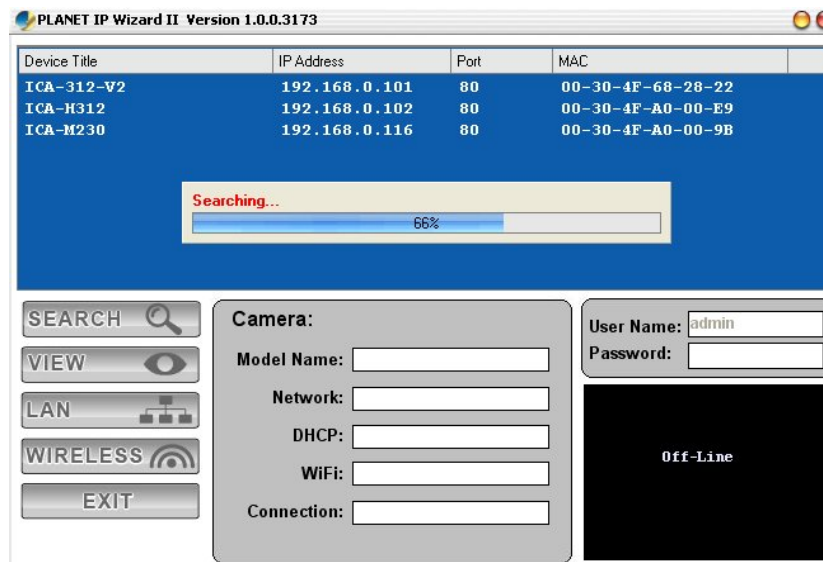 PLANET IP Wizard II Version 1.0.0.3173
Device Title IP Address Port MAC
ICA-312-V2 192.168.0.101 80 00-30-4F-68-28-22
ICA-H312 192.168.0.102 80 00-30-4F-A0-00-E9
ICA-M230 192.168.0.116 80 00-30-4F-A0-00-9B
Searching...
66%
SEARCH
VIEW
LAN
WIRELESS
EXIT
Camera:
Model Name:
Network:
DHCP:
WiFi:
Connection:
User Name: admin
Password:
Off-Line